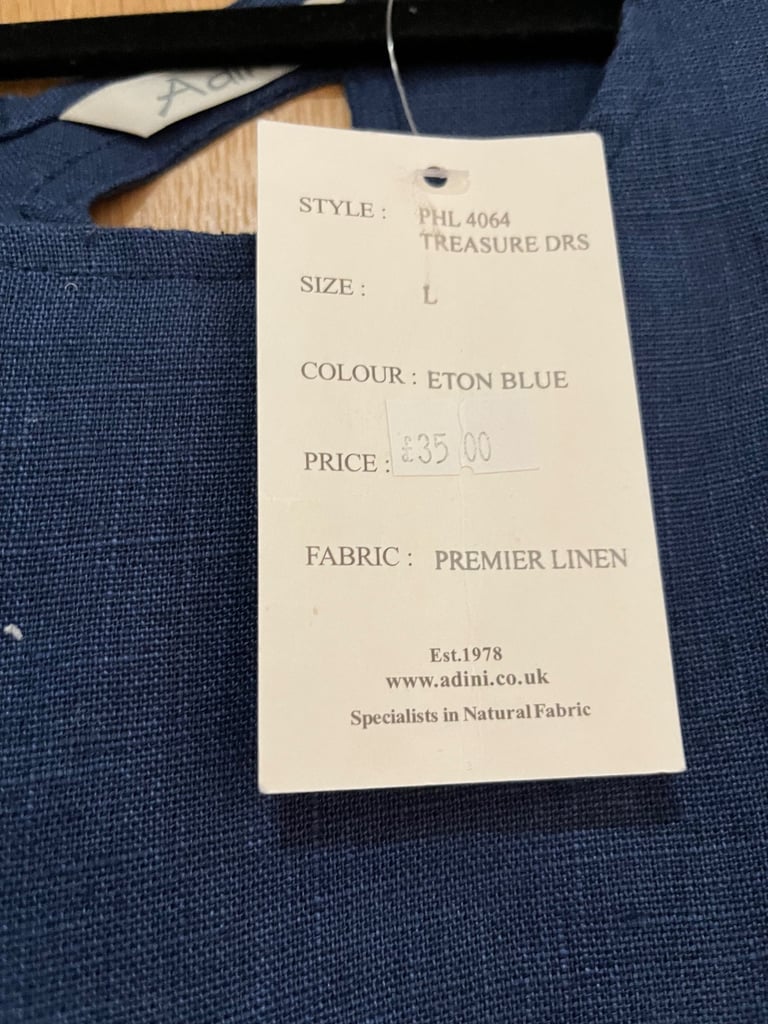 Adini
STYLE : PHL 4064
TREASURE DRS
SIZE : L
COLOUR : ETON BLUE
PRICE : £35.00
FABRIC : PREMIER LINEN
Est.1978
www.adini.co.uk
Specialists in Natural Fabric